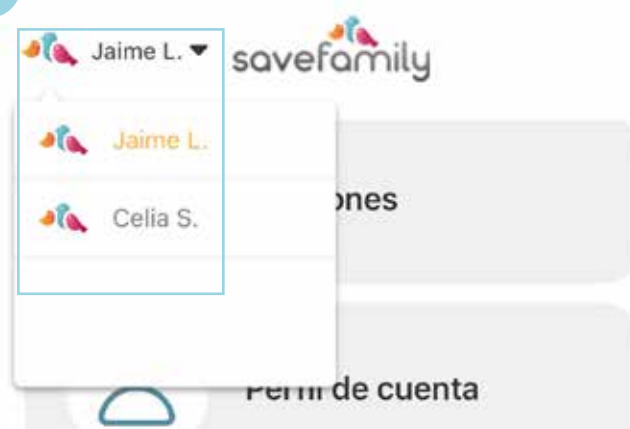 Jaime L.
savefamily
Jaime L.
Celia S.
ones
Perfil de cuenta